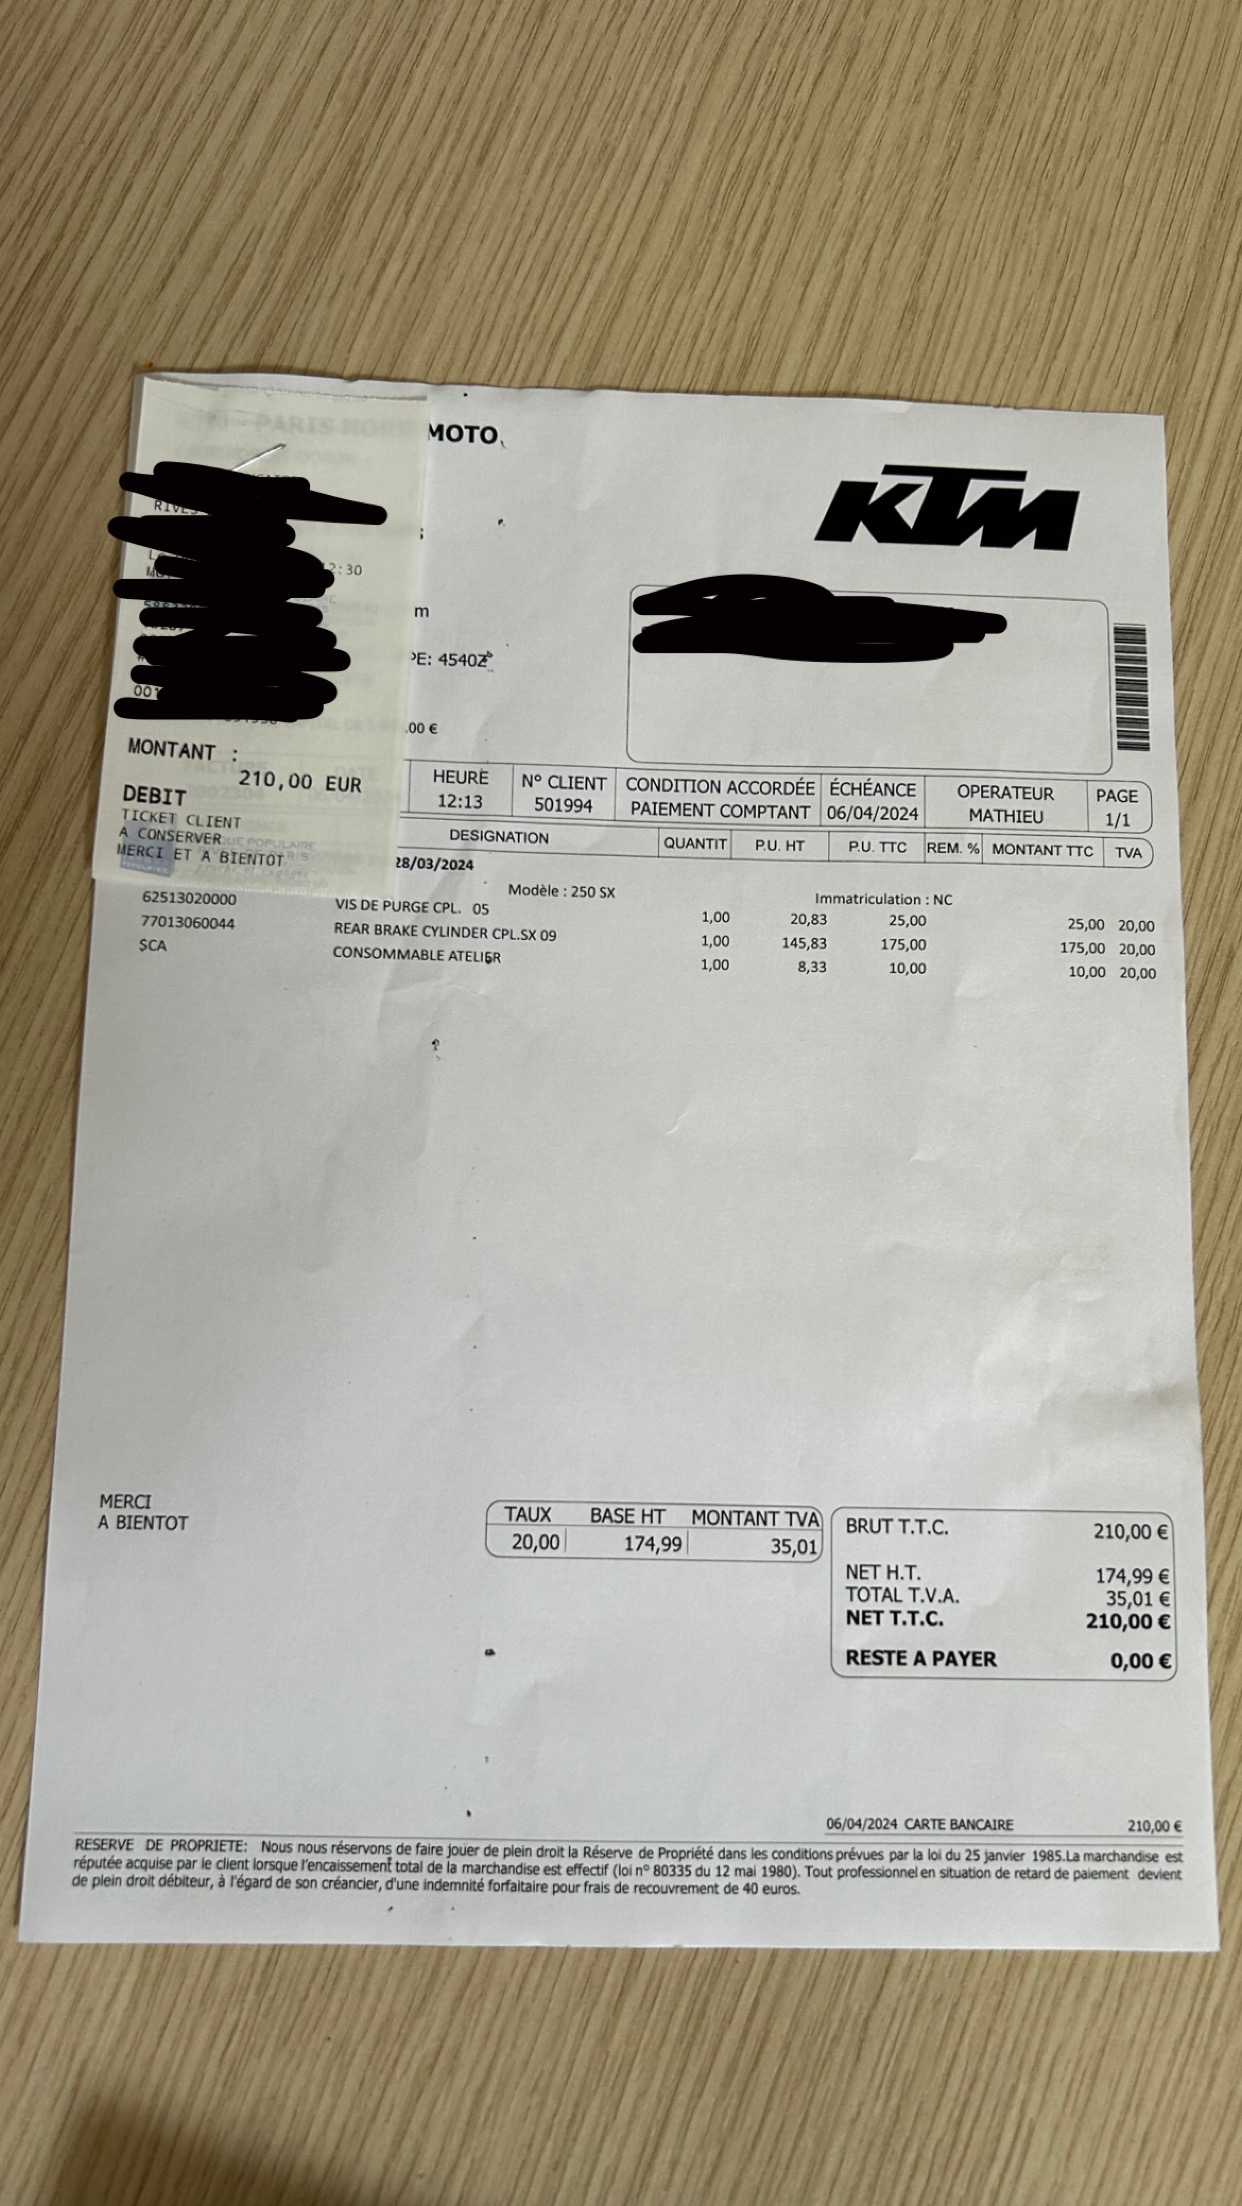 MOTO
KTM
RIVES
2:30
m
PE: 4540Z
001
,00 €
MONTANT :
210,00 EUR
DEBIT
TICKET CLIENT
A CONSERVER
MERCI ET A BIENTOT
HEURE N° CLIENT CONDITION ACCORDÉE ÉCHÉANCE OPERATEUR PAGE
12:13 501994 PAIEMENT COMPTANT 06/04/2024 MATHIEU 1/1
DESIGNATION QUANTIT P.U. HT P.U. TTC REM. % MONTANT TTC TVA
28/03/2024
Modèle : 250 SX Immatriculation : NC
62513020000 VIS DE PURGE CPL. 05 1,00 20,83 25,00 25,00 20,00
77013060044 REAR BRAKE CYLINDER CPL.SX 09 1,00 145,83 175,00 175,00 20,00
$CA CONSOMMABLE ATELIER 1,00 8,33 10,00 10,00 20,00
MERCI
A BIENTOT
TAUX BASE HT MONTANT TVA
20,00 174,99 35,01
BRUT T.T.C. 210,00 €
NET H.T. 174,99 €
TOTAL T.V.A. 35,01 €
NET T.T.C. 210,00 €
RESTE A PAYER 0,00 €
06/04/2024 CARTE BANCAIRE 210,00 €
RESERVE DE PROPRIETE: Nous nous réservons de faire jouer de plein droit la Réserve de Propriété dans les conditions prévues par la loi du 25 janvier 1985.La marchandise est
réputée acquise par le client lorsque l'encaissement total de la marchandise est effectif (loi n° 80335 du 12 mai 1980). Tout professionnel en situation de retard de paiement devient
de plein droit débiteur, à l'égard de son créancier, d'une indemnité forfaitaire pour frais de recouvrement de 40 euros.